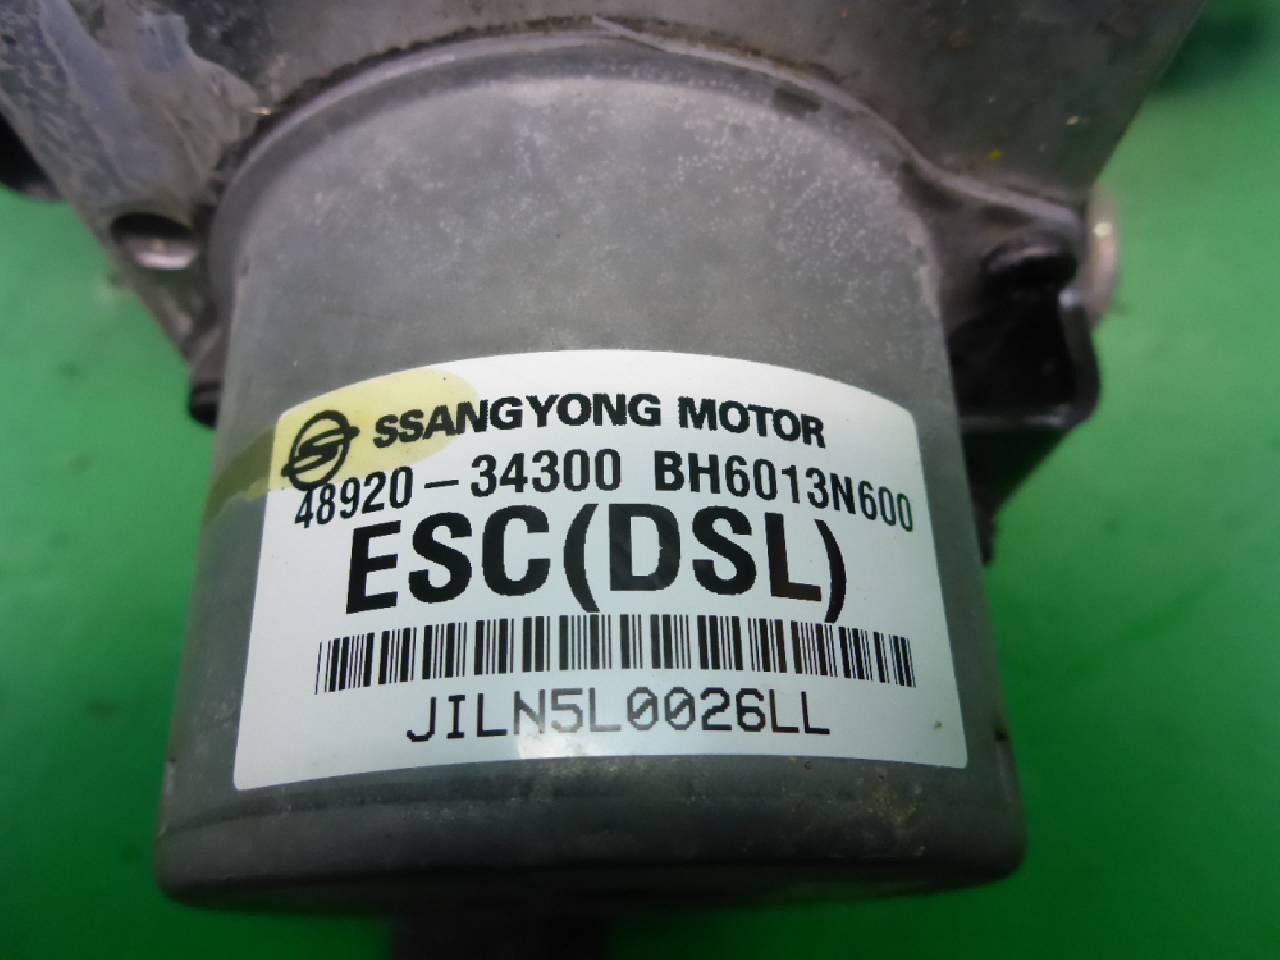 SSANGYONG MOTOR
48920-34300 BH6013N600
ESC(DSL)
JILN5L0026LL